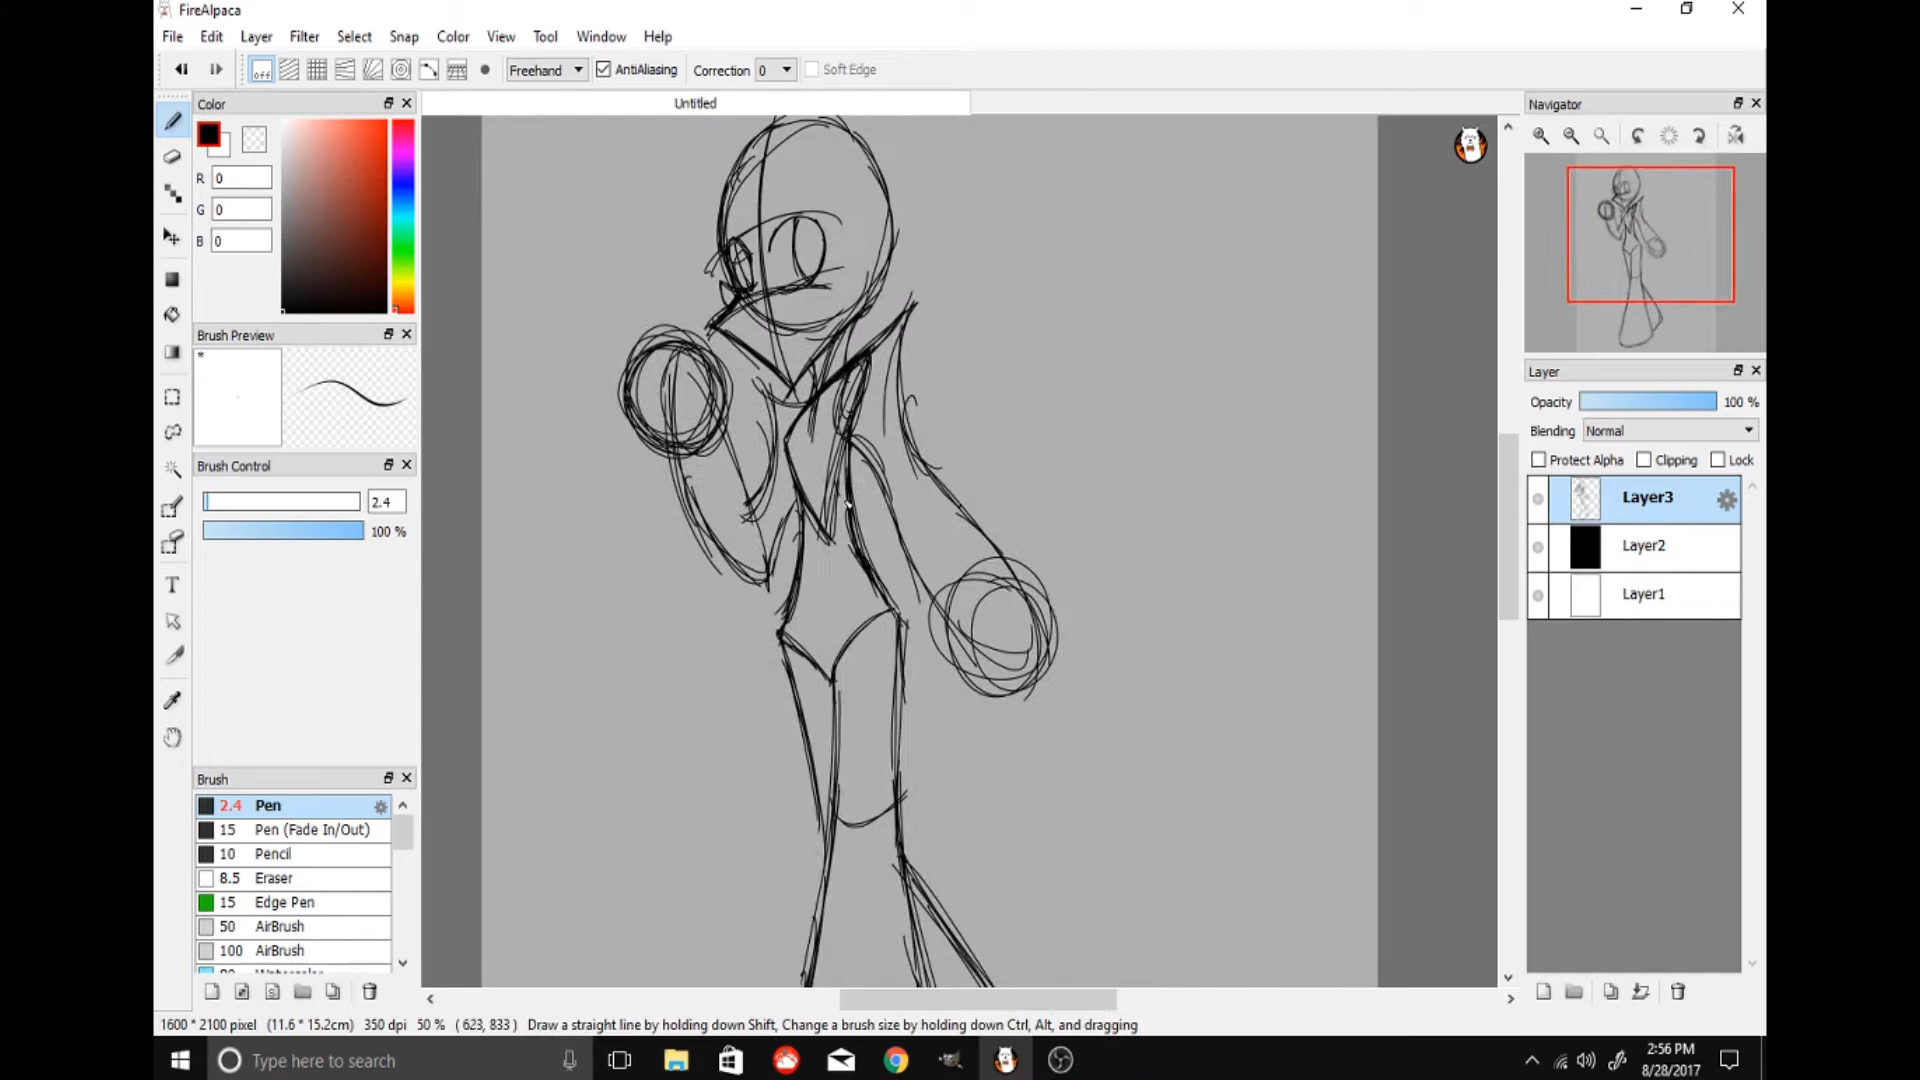 FireAlpaca
File Edit Layer Filter Select Snap Color View Tool Window Help
off Freehand AntiAliasing Correction 0 Soft Edge
Color
R 0
G 0
B 0
Brush Preview
*
Brush Control
2.4
100 %
Brush
2.4 Pen
15 Pen (Fade In/Out)
10 Pencil
8.5 Eraser
15 Edge Pen
50 AirBrush
100 AirBrush
Untitled
Navigator
Layer
Opacity 100 %
Blending Normal
Protect Alpha Clipping Lock
Layer3
Layer2
Layer1
1600 * 2100 pixel (11.6 * 15.2cm) 350 dpi 50 % ( 623, 833 ) Draw a straight line by holding down Shift, Change a brush size by holding down Ctrl, Alt, and dragging
Type here to search
2:56 PM
8/28/2017